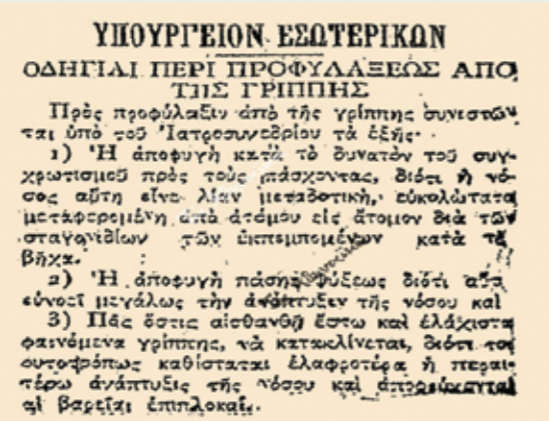 ΥΠΟΥΡΓΕΙΟΝ ΕΣΩΤΕΡΙΚΩΝ
ΟΔΗΓΙΑΙ ΠΕΡΙ ΠΡΟΦΥΛΑΞΕΩΣ ΑΠΟ
ΤΗΣ ΓΡΙΠΠΗΣ
Πρὸς προφύλαξιν ἀπὸ τῆς γρίππης συνεστῶν
ται ὑπὸ τοῦ Ἰατροσυνεδρίου τὰ ἑξῆς·
1) Ἡ ἀποφυγὴ κατὰ τὸ δυνατὸν τοῦ συγ-
χρωτισμοῦ πρὸς τοὺς πάσχοντας, διότι ἡ νό-
σος αὕτη εἶνε λίαν μεταδοτική, εὐκολώτατα
μεταφερομένη ἀπὸ ἀτόμου εἰς ἄτομον διὰ τῶν
σταγονιδίων τῶν ἐκπεμπομένων κατὰ τὸ
βῆχα.
2) Ἡ ἀποφυγὴ πάσης ψύξεως διότι αὕτη
εὐνοεῖ μεγάλως τὴν ἀνάπτυξιν τῆς νόσου καὶ
3) Πᾶς ὅστις αἰσθανθῇ ἔστω καὶ ἐλάχιστα
φαινόμενα γρίππης, νὰ κατακλίνεται, διότι τοι
ουτοτρόπως καθίσταται ἐλαφροτέρα ἡ περαι-
τέρω ἀνάπτυξις τῆς νόσου καὶ ἀποφεύγονται
αἱ βαρεῖαι ἐπιπλοκαί.